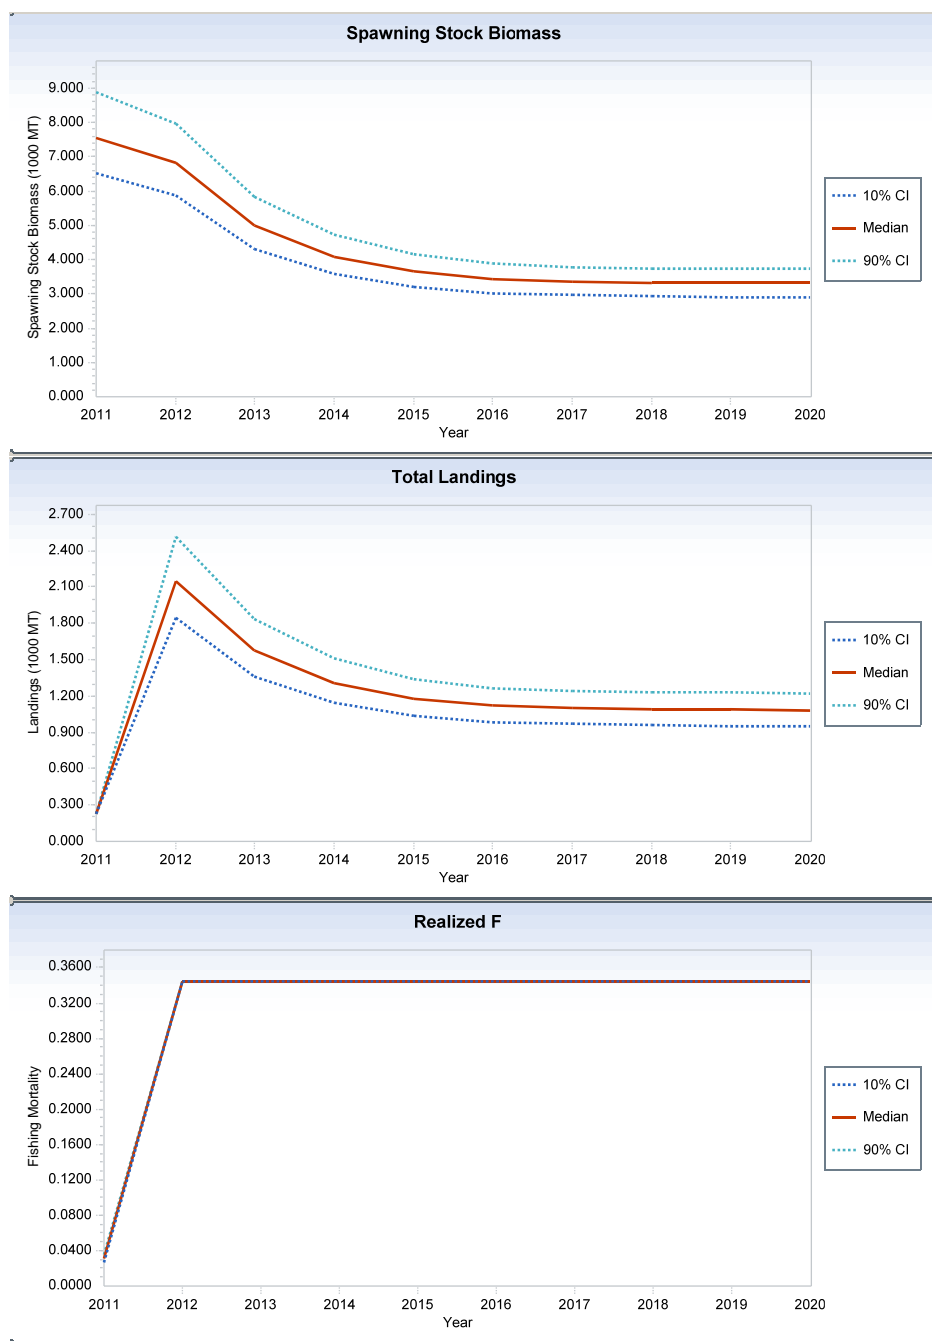 Spawning Stock Biomass
Spawning Stock Biomass (1000 MT)
9.000
8.000
7.000
6.000
5.000
4.000
3.000
2.000
1.000
0.000
2011 2012 2013 2014 2015 2016 2017 2018 2019 2020
Year
10% CI
Median
90% CI
Total Landings
Landings (1000 MT)
2.700
2.400
2.100
1.800
1.500
1.200
0.900
0.600
0.300
0.000
2011 2012 2013 2014 2015 2016 2017 2018 2019 2020
Year
10% CI
Median
90% CI
Realized F
Fishing Mortality
0.3600
0.3200
0.2800
0.2400
0.2000
0.1600
0.1200
0.0800
0.0400
0.0000
2011 2012 2013 2014 2015 2016 2017 2018 2019 2020
Year
10% CI
Median
90% CI